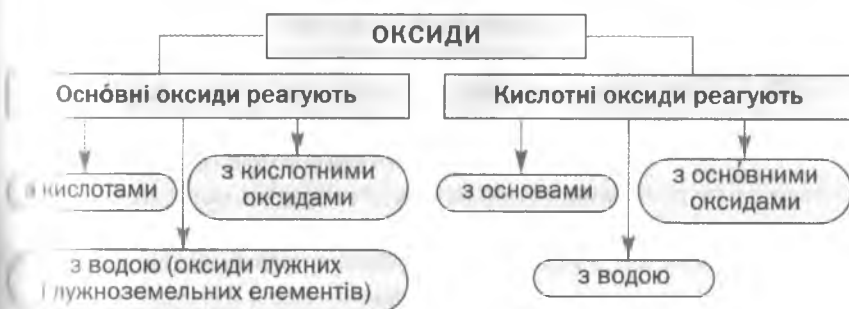 ОКСИДИ
Осно́вні оксиди реагують
з кислотами
з кислотними
оксидами
з водою (оксиди лужних
і лужноземельних елементів)
Кислотні оксиди реагують
з основами
з осно́вними
оксидами
з водою